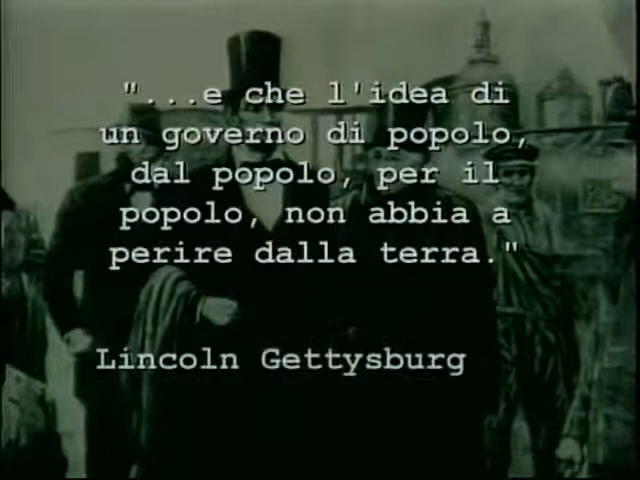 "...e che l'idea di
un governo di popolo,
dal popolo, per il
popolo, non abbia a
perire dalla terra."
Lincoln Gettysburg